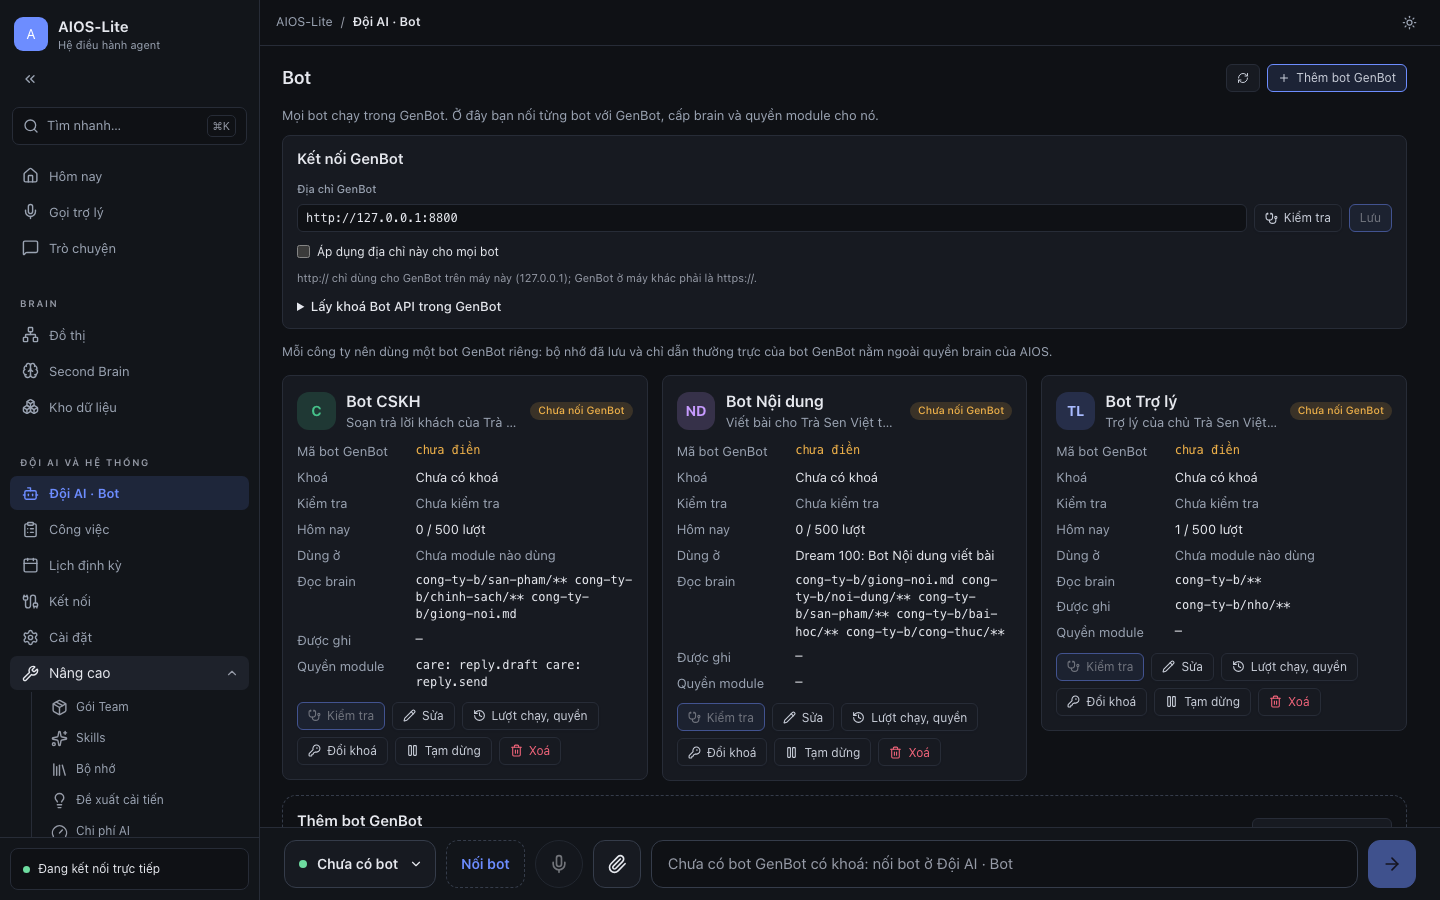 A
AIOS-Lite
Hệ điều hành agent
Tìm nhanh...
⌘K
Hôm nay
Gọi trợ lý
Trò chuyện
BRAIN
Đồ thị
Second Brain
Kho dữ liệu
ĐỘI AI VÀ HỆ THỐNG
Đội AI · Bot
Công việc
Lịch định kỳ
Kết nối
Cài đặt
Nâng cao
Gói Team
Skills
Bộ nhớ
Đề xuất cải tiến
Chi phí AI
Đang kết nối trực tiếp
AIOS-Lite / Đội AI · Bot
Bot
Thêm bot GenBot
Mọi bot chạy trong GenBot. Ở đây bạn nối từng bot với GenBot, cấp brain và quyền module cho nó.
Kết nối GenBot
Địa chỉ GenBot
http://127.0.0.1:8800
Kiểm tra
Lưu
Áp dụng địa chỉ này cho mọi bot
http:// chỉ dùng cho GenBot trên máy này (127.0.0.1); GenBot ở máy khác phải là https://.
Lấy khoá Bot API trong GenBot
Mỗi công ty nên dùng một bot GenBot riêng: bộ nhớ đã lưu và chỉ dẫn thường trực của bot GenBot nằm ngoài quyền brain của AIOS.
C
Bot CSKH
Soạn trả lời khách của Trà ...
Chưa nối GenBot
Mã bot GenBot chưa điền
Khoá Chưa có khoá
Kiểm tra Chưa kiểm tra
Hôm nay 0 / 500 lượt
Dùng ở Chưa module nào dùng
Đọc brain cong-ty-b/san-pham/** cong-ty-
b/chinh-sach/** cong-ty-
b/giong-noi.md
Được ghi —
Quyền module care: reply.draft care:
reply.send
Kiểm tra
Sửa
Lượt chạy, quyền
Đổi khoá
Tạm dừng
Xoá
ND
Bot Nội dung
Viết bài cho Trà Sen Việt t...
Chưa nối GenBot
Mã bot GenBot chưa điền
Khoá Chưa có khoá
Kiểm tra Chưa kiểm tra
Hôm nay 0 / 500 lượt
Dùng ở Dream 100: Bot Nội dung viết bài
Đọc brain cong-ty-b/giong-noi.md cong-
ty-b/noi-dung/** cong-ty-
b/san-pham/** cong-ty-b/bai-
hoc/** cong-ty-b/cong-thuc/**
Được ghi —
Quyền module —
Kiểm tra
Sửa
Lượt chạy, quyền
Đổi khoá
Tạm dừng
Xoá
TL
Bot Trợ lý
Trợ lý của chủ Trà Sen Việt...
Chưa nối GenBot
Mã bot GenBot chưa điền
Khoá Chưa có khoá
Kiểm tra Chưa kiểm tra
Hôm nay 1 / 500 lượt
Dùng ở Chưa module nào dùng
Đọc brain cong-ty-b/**
Được ghi cong-ty-b/nho/**
Quyền module —
Kiểm tra
Sửa
Lượt chạy, quyền
Đổi khoá
Tạm dừng
Xoá
Thêm bot GenBot
Chưa có bot
Nối bot
Chưa có bot GenBot có khoá: nối bot ở Đội AI · Bot